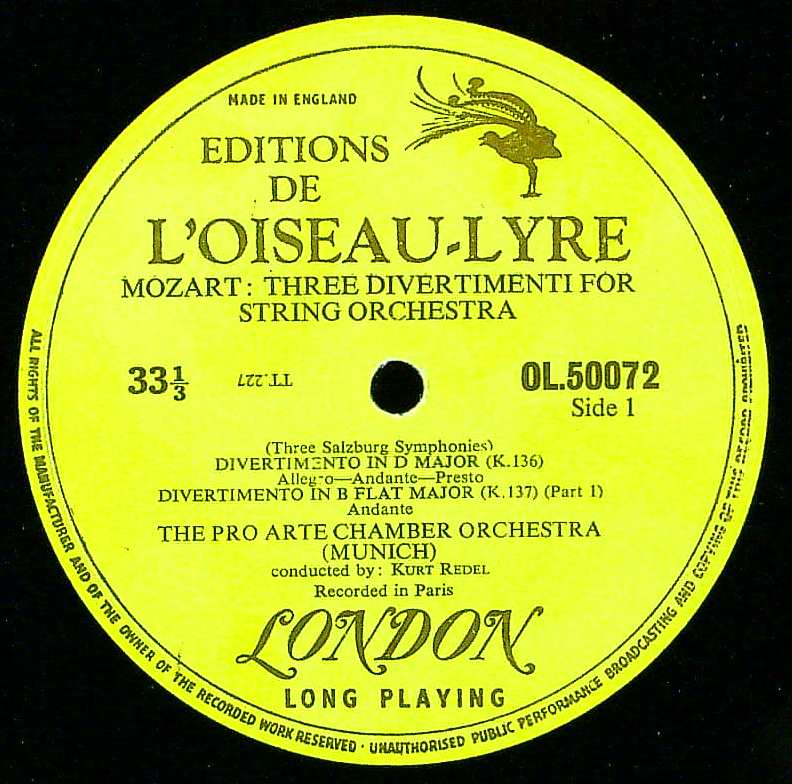 MADE IN ENGLAND
EDITIONS
DE
L'OISEAU-LYRE
MOZART: THREE DIVERTIMENTI FOR
STRING ORCHESTRA
33⅓ TT.227 OL.50072
Side 1
(Three Salzburg Symphonies)
DIVERTIMENTO IN D MAJOR (K.136)
Allegro—Andante—Presto
DIVERTIMENTO IN B FLAT MAJOR (K.137) (Part 1)
Andante
THE PRO ARTE CHAMBER ORCHESTRA
(MUNICH)
conducted by: KURT REDEL
Recorded in Paris
LONDON
LONG PLAYING
ALL RIGHTS OF THE MANUFACTURER AND OF THE OWNER OF THE RECORDED WORK RESERVED · UNAUTHORISED PUBLIC PERFORMANCE BROADCASTING AND COPYING OF THIS RECORD PROHIBITED